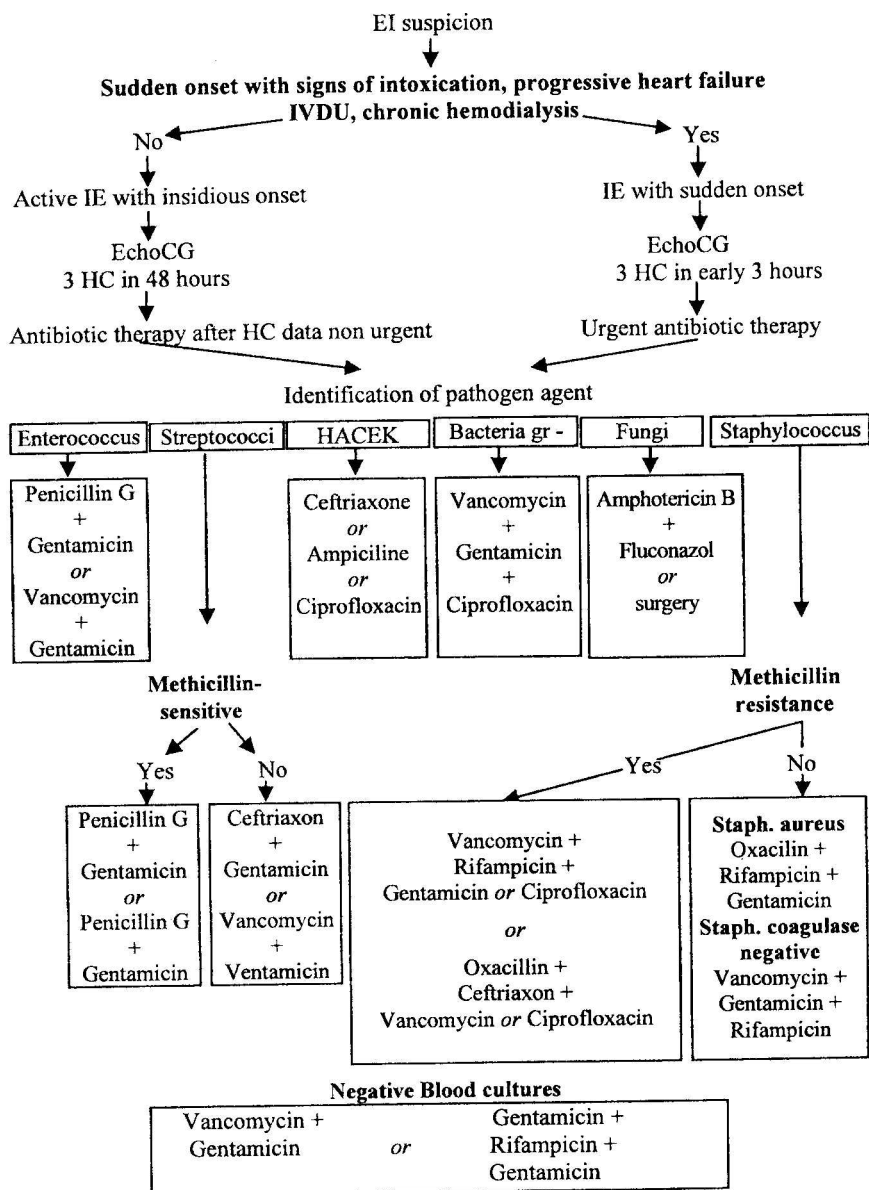 EI suspicion
Sudden onset with signs of intoxication, progressive heart failure
IVDU, chronic hemodialysis
No
Yes
Active IE with insidious onset
IE with sudden onset
EchoCG
3 HC in 48 hours
EchoCG
3 HC in early 3 hours
Antibiotic therapy after HC data non urgent
Urgent antibiotic therapy
Identification of pathogen agent
Enterococcus
Streptococci
HACEK
Bacteria gr -
Fungi
Staphylococcus
Penicillin G
+
Gentamicin
or
Vancomycin
+
Gentamicin
Ceftriaxone
or
Ampiciline
or
Ciprofloxacin
Vancomycin
+
Gentamicin
+
Ciprofloxacin
Amphotericin B
+
Fluconazol
or
surgery
Methicillin-
sensitive
Methicillin
resistance
Yes
No
Yes
No
Penicillin G
+
Gentamicin
or
Penicillin G
+
Gentamicin
Ceftriaxon
+
Gentamicin
or
Vancomycin
+
Ventamicin
Vancomycin +
Rifampicin +
Gentamicin or Ciprofloxacin
or
Oxacillin +
Ceftriaxon +
Vancomycin or Ciprofloxacin
Staph. aureus
Oxacilin +
Rifampicin +
Gentamicin
Staph. coagulase
negative
Vancomycin +
Gentamicin +
Rifampicin
Negative Blood cultures
Vancomycin +
Gentamicin
or
Gentamicin +
Rifampicin +
Gentamicin